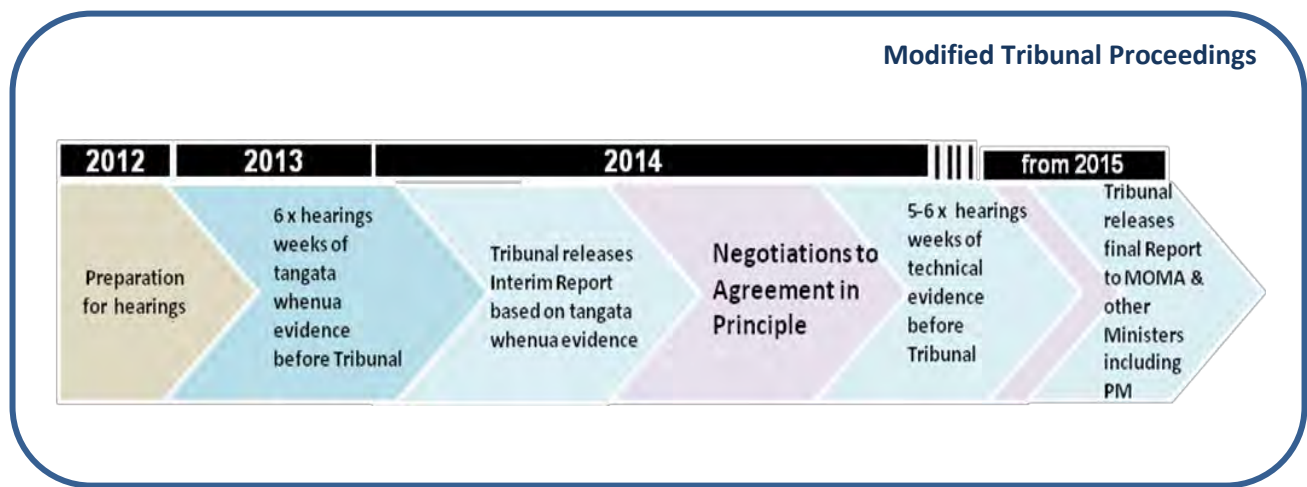 Modified Tribunal Proceedings
2012
2013
2014
from 2015
Preparation
for hearings
6 x hearings
weeks of
tangata
whenua
evidence
before Tribunal
Tribunal releases
Interim Report
based on tangata
whenua evidence
Negotiations to
Agreement in
Principle
5-6 x hearings
weeks of
technical
evidence
before
Tribunal
Tribunal
releases
final Report
to MOMA &
other
Ministers
including
PM